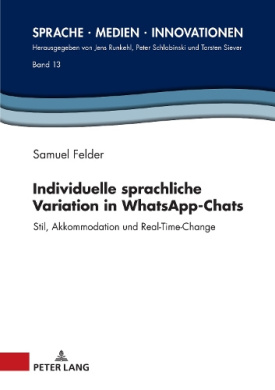 SPRACHE · MEDIEN · INNOVATIONEN
Herausgegeben von Jens Runkehl, Peter Schlobinski und Torsten Siever
Band 13
Samuel Felder
Individuelle sprachliche
Variation in WhatsApp-Chats
Stil, Akkommodation und Real-Time-Change
PETER LANG